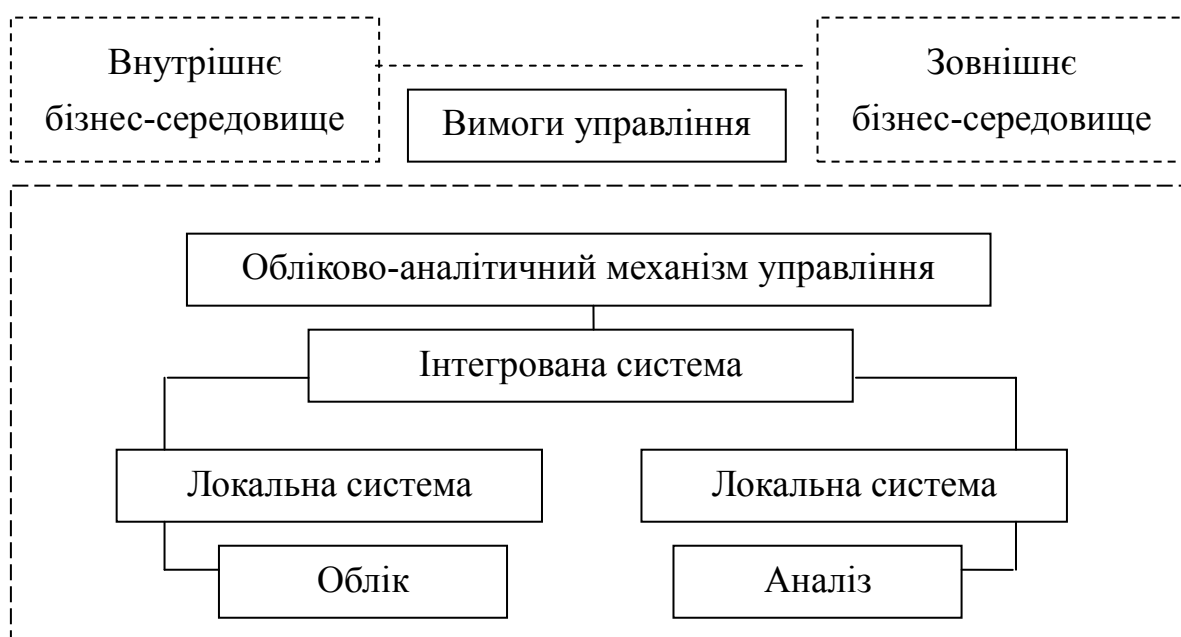 Внутрішнє
бізнес-середовище
Зовнішнє
бізнес-середовище
Вимоги управління
Обліково-аналітичний механізм управління
Інтегрована система
Локальна система
Локальна система
Облік
Аналіз